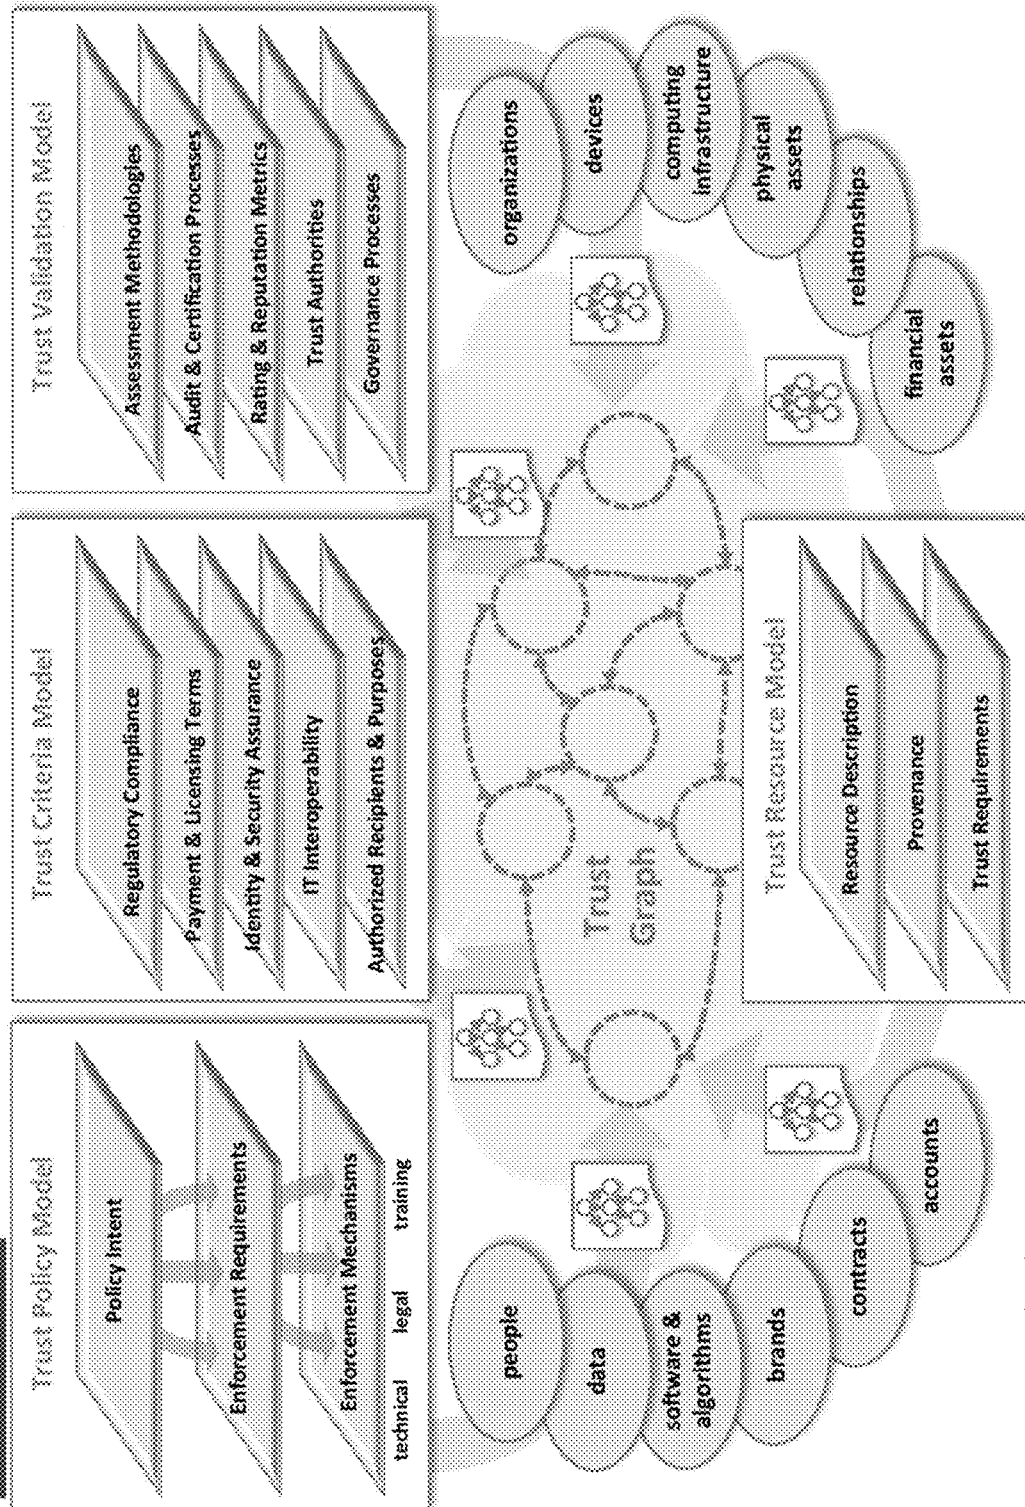 Trust Policy Model
Policy Intent
Enforcement Requirements
Enforcement Mechanisms
technical
legal
training
Trust Criteria Model
Regulatory Compliance
Payment & Licensing Terms
Identity & Security Assurance
IT Interoperability
Authorized Recipients & Purposes
Trust Validation Model
Assessment Methodologies
Audit & Certification Processes
Rating & Reputation Metrics
Trust Authorities
Governance Processes
people
data
software &
algorithms
brands
contracts
accounts
Trust
Graph
organizations
devices
computing
infrastructure
physical
assets
relationships
financial
assets
Trust Resource Model
Resource Description
Provenance
Trust Requirements